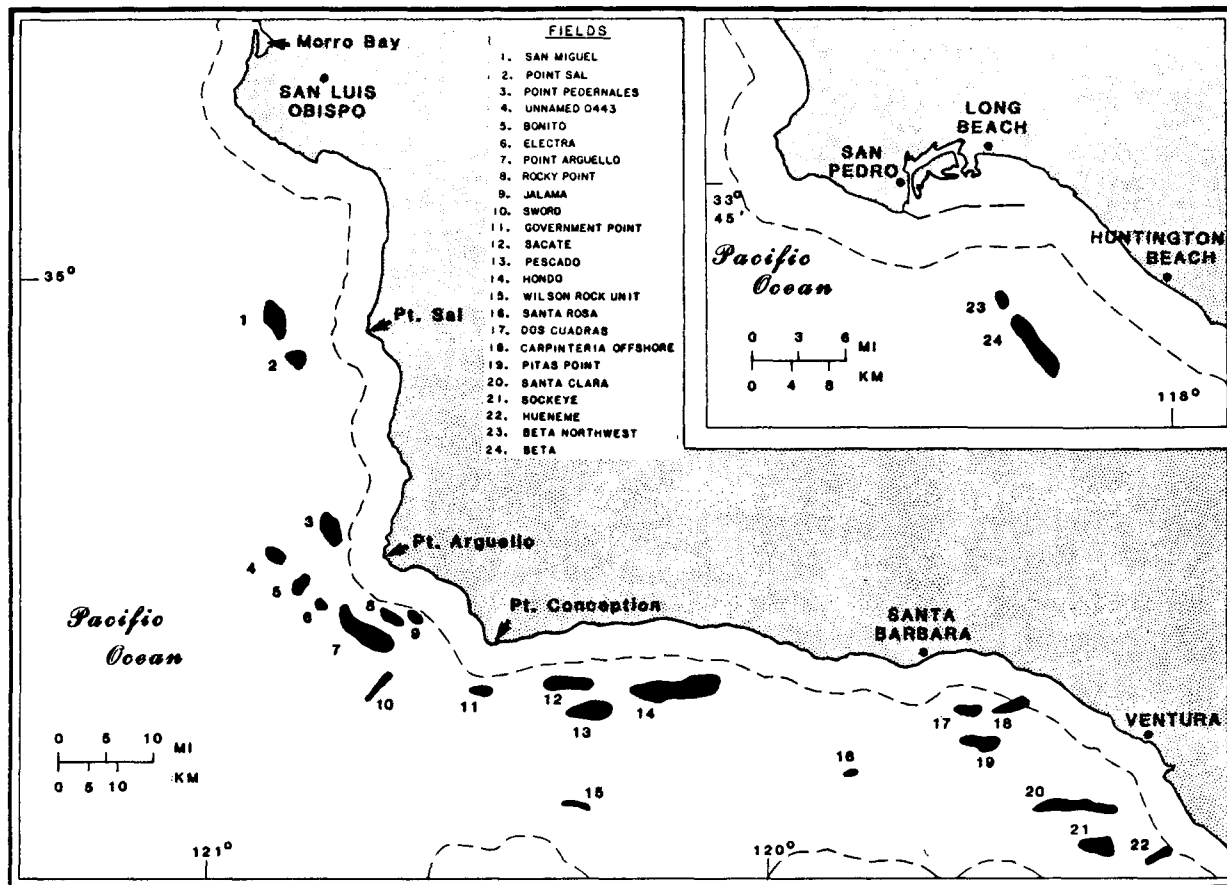 Morro Bay
SAN LUIS
OBISPO
FIELDS
1. SAN MIGUEL
2. POINT SAL
3. POINT PEDERNALES
4. UNNAMED 0443
5. BONITO
6. ELECTRA
7. POINT ARGUELLO
8. ROCKY POINT
9. JALAMA
10. SWORD
11. GOVERNMENT POINT
12. SACATE
13. PESCADO
14. HONDO
15. WILSON ROCK UNIT
16. SANTA ROSA
17. DOS CUADRAS
18. CARPINTERIA OFFSHORE
19. PITAS POINT
20. SANTA CLARA
21. SOCKEYE
22. HUENEME
23. BETA NORTHWEST
24. BETA
LONG
BEACH
SAN
PEDRO
33°
45'
HUNTINGTON
BEACH
Pacific
Ocean
23
24
0 3 6
MI
0 4 8
KM
118°
35°
1
Pt. Sal
2
3
Pt. Arguello
4
5
6
7
8
9
Pt. Conception
SANTA
BARBARA
Pacific
Ocean
10
11
12
13
14
17
18
VENTURA
19
0 5 10
MI
0 5 10
KM
16
15
20
21
22
121°
120°